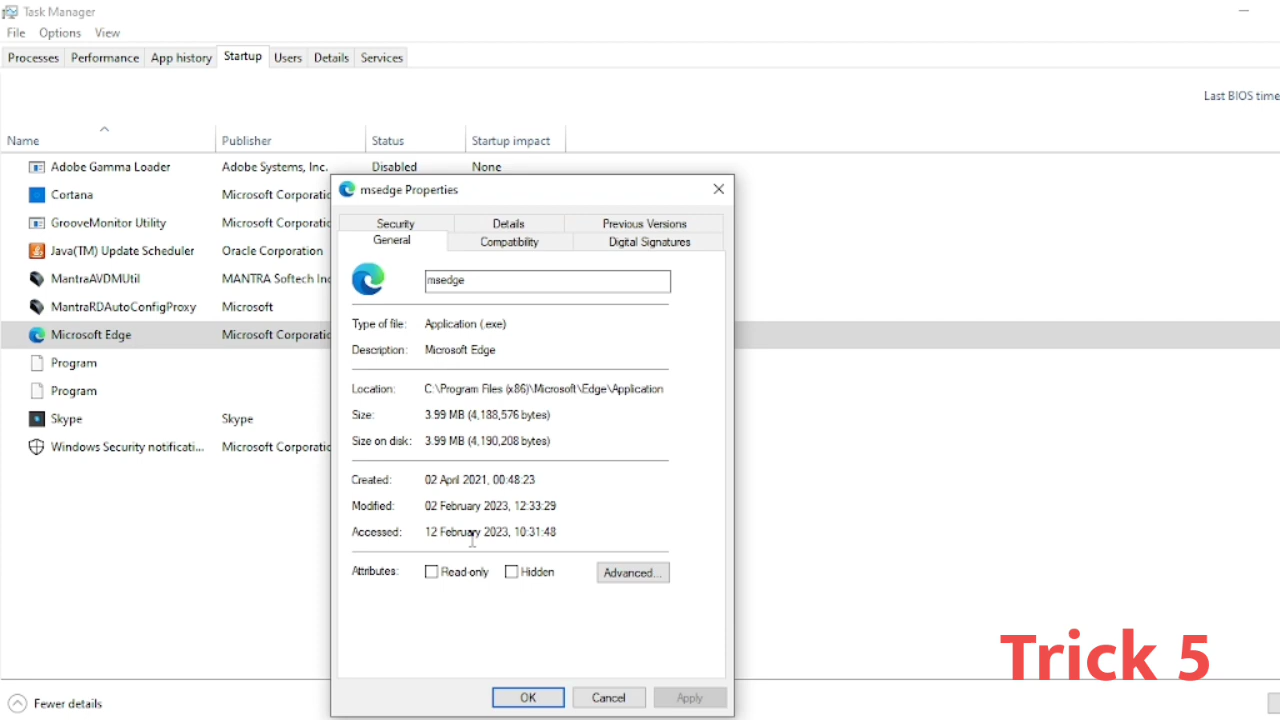 Task Manager
File Options View
Processes Performance App history Startup Users Details Services
Last BIOS time
Name Publisher Status Startup impact
Adobe Gamma Loader Adobe Systems, Inc. Disabled None
Cortana Microsoft Corporatic
GrooveMonitor Utility Microsoft Corporatic
Java(TM) Update Scheduler Oracle Corporation
MantraAVDMUtil MANTRA Softech Inc
MantraRDAutoConfigProxy Microsoft
Microsoft Edge Microsoft Corporatic
Program
Program
Skype Skype
Windows Security notificati... Microsoft Corporatic
Fewer details
msedge Properties
Security Details Previous Versions
General Compatibility Digital Signatures
msedge
Type of file: Application (.exe)
Description: Microsoft Edge
Location: C:\Program Files (x86)\Microsoft\Edge\Application
Size: 3.99 MB (4,188,576 bytes)
Size on disk: 3.99 MB (4,190,208 bytes)
Created: 02 April 2021, 00:48:23
Modified: 02 February 2023, 12:33:29
Accessed: 12 February 2023, 10:31:48
Attributes: Read-only Hidden Advanced...
OK Cancel Apply
Trick 5